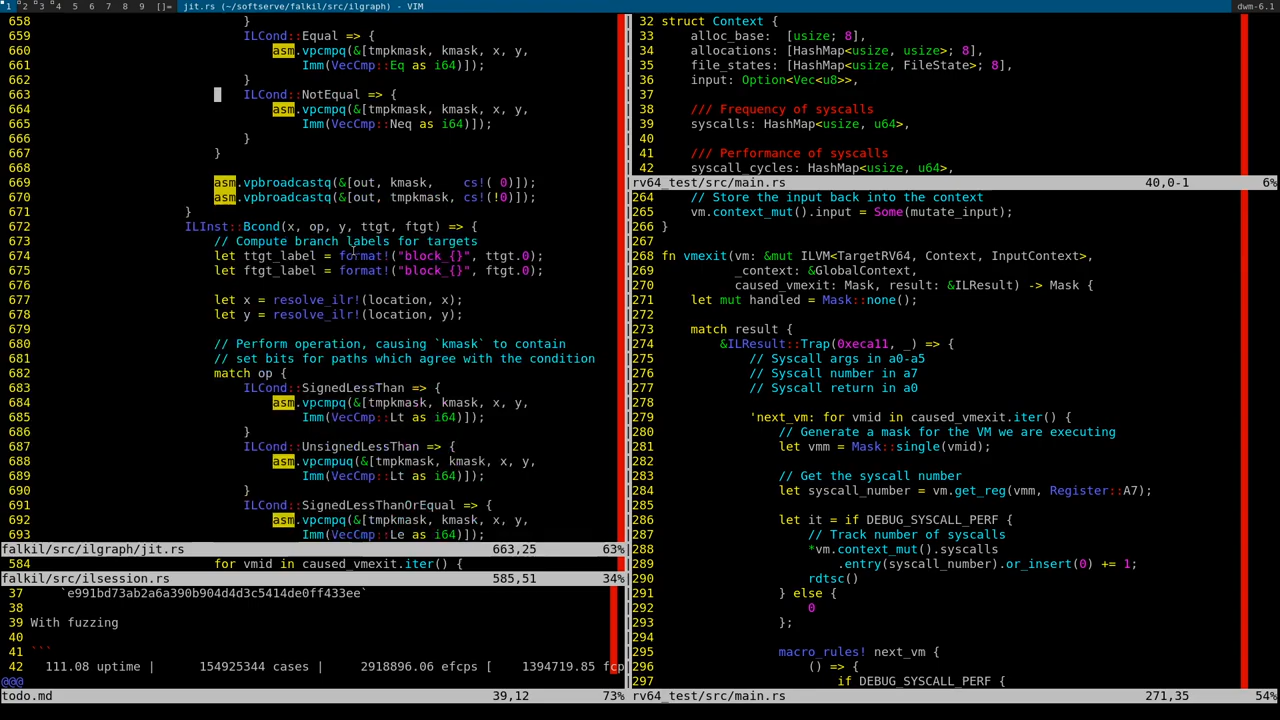 1 2 3 4 5 6 7 8 9 []= jit.rs (~/softserve/falkil/src/ilgraph) - VIM dwm-6.1
658 }
659 ILCond::Equal => {
660 asm.vpcmpq(&[tmpkmask, kmask, x, y,
661 Imm(VecCmp::Eq as i64)]);
662 }
663 ILCond::NotEqual => {
664 asm.vpcmpq(&[tmpkmask, kmask, x, y,
665 Imm(VecCmp::Neq as i64)]);
666 }
667 }
668
669 asm.vpbroadcastq(&[out, kmask, cs!( 0)]);
670 asm.vpbroadcastq(&[out, tmpkmask, cs!(!0)]);
671 }
672 ILInst::Bcond(x, op, y, ttgt, ftgt) => {
673 // Compute branch labels for targets
674 let ttgt_label = format!("block_{}", ttgt.0);
675 let ftgt_label = format!("block_{}", ftgt.0);
676
677 let x = resolve_ilr!(location, x);
678 let y = resolve_ilr!(location, y);
679
680 // Perform operation, causing `kmask` to contain
681 // set bits for paths which agree with the condition
682 match op {
683 ILCond::SignedLessThan => {
684 asm.vpcmpq(&[tmpkmask, kmask, x, y,
685 Imm(VecCmp::Lt as i64)]);
686 }
687 ILCond::UnsignedLessThan => {
688 asm.vpcmpuq(&[tmpkmask, kmask, x, y,
689 Imm(VecCmp::Lt as i64)]);
690 }
691 ILCond::SignedLessThanOrEqual => {
692 asm.vpcmpq(&[tmpkmask, kmask, x, y,
693 Imm(VecCmp::Le as i64)]);
falkil/src/ilgraph/jit.rs 663,25 63%
584 for vmid in caused_vmexit.iter() {
falkil/src/ilsession.rs 585,51 34%
37 `e991bd73ab2a6a390b904d4d3c5414de0ff433ee`
38
39 With fuzzing
40
41 ```
42 111.08 uptime | 154925344 cases | 2918896.06 efcps [ 1394719.85 fcp
@@@
todo.md 39,12 73%
32 struct Context {
33 alloc_base: [usize; 8],
34 allocations: [HashMap<usize, usize>; 8],
35 file_states: [HashMap<usize, FileState>; 8],
36 input: Option<Vec<u8>>,
37
38 /// Frequency of syscalls
39 syscalls: HashMap<usize, u64>,
40
41 /// Performance of syscalls
42 syscall_cycles: HashMap<usize, u64>,
rv64_test/src/main.rs 40,0-1 6%
264 // Store the input back into the context
265 vm.context_mut().input = Some(mutate_input);
266 }
267
268 fn vmexit(vm: &mut ILVM<TargetRV64, Context, InputContext>,
269 _context: &GlobalContext,
270 caused_vmexit: Mask, result: &ILResult) -> Mask {
271 let mut handled = Mask::none();
272
273 match result {
274 &ILResult::Trap(0xeca11, _) => {
275 // Syscall args in a0-a5
276 // Syscall number in a7
277 // Syscall return in a0
278
279 'next_vm: for vmid in caused_vmexit.iter() {
280 // Generate a mask for the VM we are executing
281 let vmm = Mask::single(vmid);
282
283 // Get the syscall number
284 let syscall_number = vm.get_reg(vmm, Register::A7);
285
286 let it = if DEBUG_SYSCALL_PERF {
287 // Track number of syscalls
288 *vm.context_mut().syscalls
289 .entry(syscall_number).or_insert(0) += 1;
290 rdtsc()
291 } else {
292 0
293 };
294
295 macro_rules! next_vm {
296 () => {
297 if DEBUG_SYSCALL_PERF {
rv64_test/src/main.rs 271,35 54%